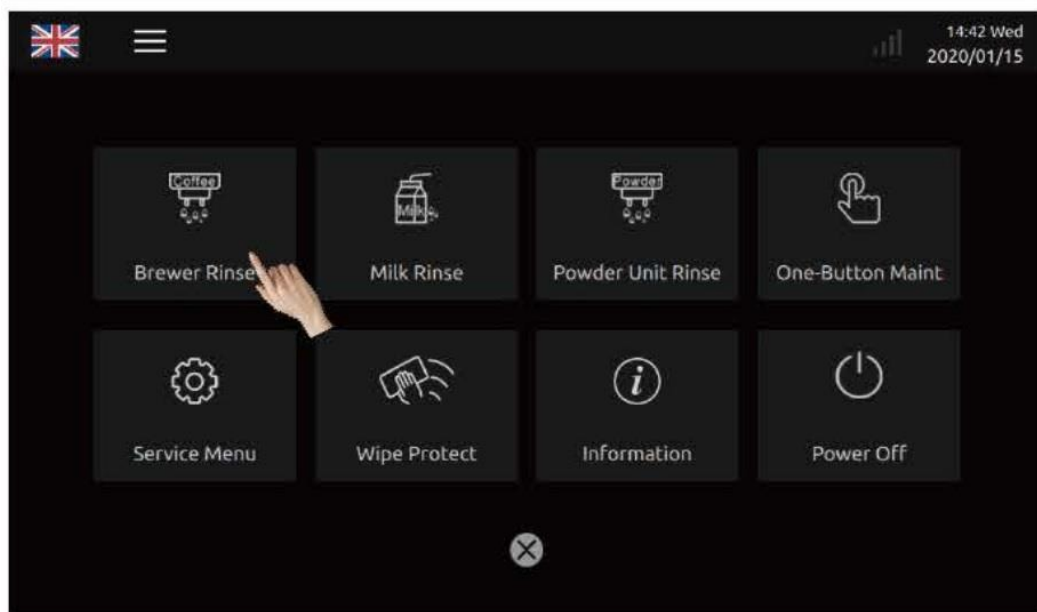 14:42 Wed
2020/01/15
Coffee
Milk
Powder
Brewer Rinse
Milk Rinse
Powder Unit Rinse
One-Button Maint
i
Service Menu
Wipe Protect
Information
Power Off